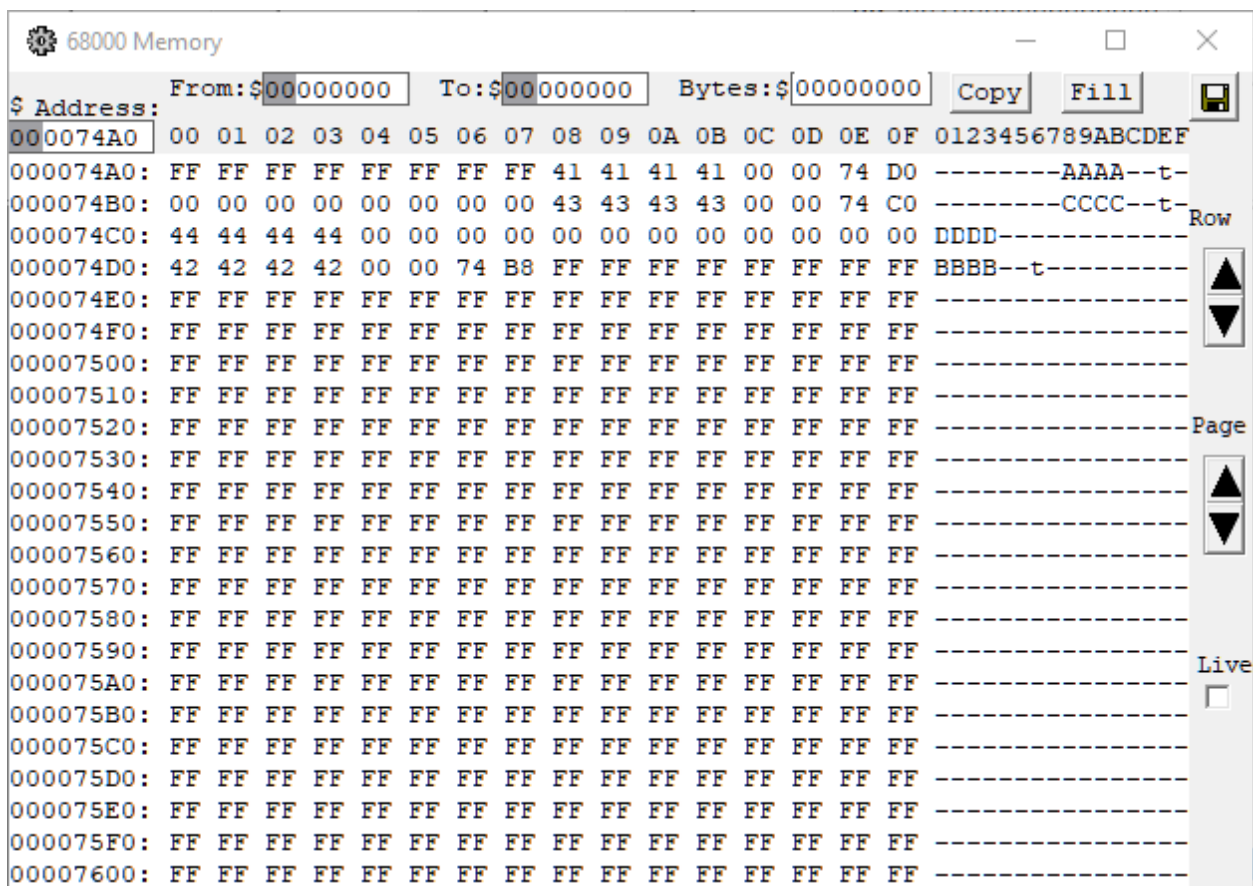 68000 Memory
From:$00000000 To:$00000000 Bytes:$00000000 Copy Fill
$ Address:
000074A0 00 01 02 03 04 05 06 07 08 09 0A 0B 0C 0D 0E 0F 0123456789ABCDEF
000074A0: FF FF FF FF FF FF FF FF 41 41 41 41 00 00 74 D0 --------AAAA--t-
000074B0: 00 00 00 00 00 00 00 00 43 43 43 43 00 00 74 C0 --------CCCC--t-
Row
000074C0: 44 44 44 44 00 00 00 00 00 00 00 00 00 00 00 00 DDDD------------
000074D0: 42 42 42 42 00 00 74 B8 FF FF FF FF FF FF FF FF BBBB--t---------
000074E0: FF FF FF FF FF FF FF FF FF FF FF FF FF FF FF FF ----------------
000074F0: FF FF FF FF FF FF FF FF FF FF FF FF FF FF FF FF ----------------
00007500: FF FF FF FF FF FF FF FF FF FF FF FF FF FF FF FF ----------------
00007510: FF FF FF FF FF FF FF FF FF FF FF FF FF FF FF FF ----------------
00007520: FF FF FF FF FF FF FF FF FF FF FF FF FF FF FF FF ----------------
Page
00007530: FF FF FF FF FF FF FF FF FF FF FF FF FF FF FF FF ----------------
00007540: FF FF FF FF FF FF FF FF FF FF FF FF FF FF FF FF ----------------
00007550: FF FF FF FF FF FF FF FF FF FF FF FF FF FF FF FF ----------------
00007560: FF FF FF FF FF FF FF FF FF FF FF FF FF FF FF FF ----------------
00007570: FF FF FF FF FF FF FF FF FF FF FF FF FF FF FF FF ----------------
00007580: FF FF FF FF FF FF FF FF FF FF FF FF FF FF FF FF ----------------
00007590: FF FF FF FF FF FF FF FF FF FF FF FF FF FF FF FF ----------------
Live
000075A0: FF FF FF FF FF FF FF FF FF FF FF FF FF FF FF FF ----------------
000075B0: FF FF FF FF FF FF FF FF FF FF FF FF FF FF FF FF ----------------
000075C0: FF FF FF FF FF FF FF FF FF FF FF FF FF FF FF FF ----------------
000075D0: FF FF FF FF FF FF FF FF FF FF FF FF FF FF FF FF ----------------
000075E0: FF FF FF FF FF FF FF FF FF FF FF FF FF FF FF FF ----------------
000075F0: FF FF FF FF FF FF FF FF FF FF FF FF FF FF FF FF ----------------
00007600: FF FF FF FF FF FF FF FF FF FF FF FF FF FF FF FF ----------------